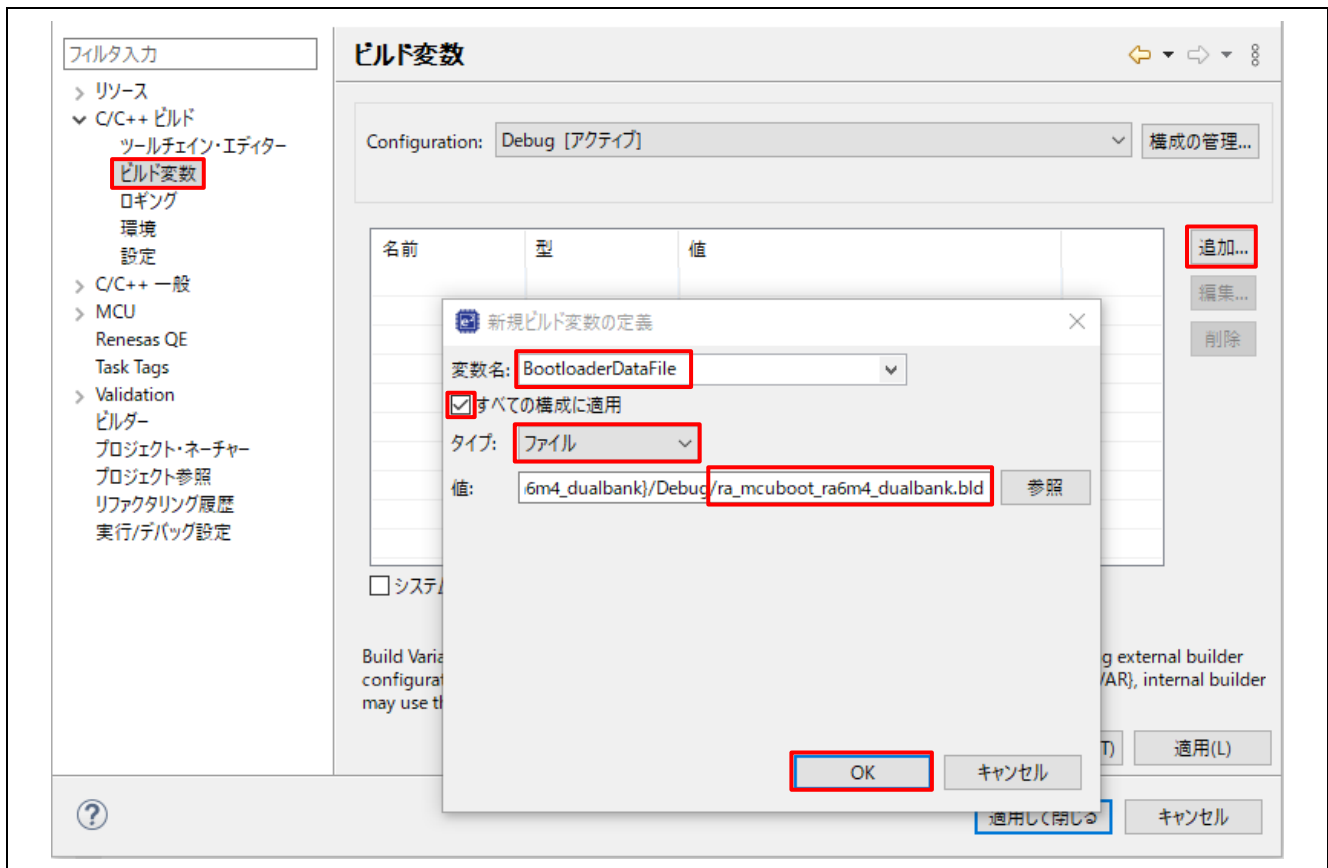 フィルタ入力
リソース
C/C++ ビルド
ツールチェイン・エディター
ビルド変数
ロギング
環境
設定
C/C++ 一般
MCU
Renesas QE
Task Tags
Validation
ビルダー
プロジェクト・ネーチャー
プロジェクト参照
リファクタリング履歴
実行/デバッグ設定
ビルド変数
Configuration: Debug [アクティブ] 構成の管理...
名前 型 値
追加...
編集...
削除
新規ビルド変数の定義
変数名: BootloaderDataFile
すべての構成に適用
タイプ: ファイル
値: 6m4_dualbank}/Debug/ra_mcuboot_ra6m4_dualbank.bld 参照
OK キャンセル
システム
Build Varia
g external builder
configurat
/AR}, internal builder
may use th
T) 適用(L)
適用して閉じる キャンセル